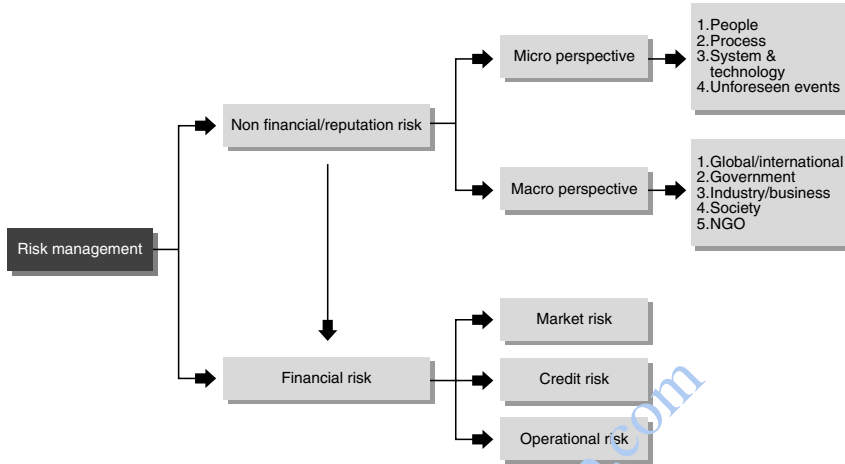 Micro perspective
1.People
2.Process
3.System &
technology
4.Unforeseen events
Non financial/reputation risk
Macro perspective
1.Global/international
2.Government
3.Industry/business
4.Society
5.NGO
Risk management
Market risk
Financial risk
Credit risk
Operational risk
.com